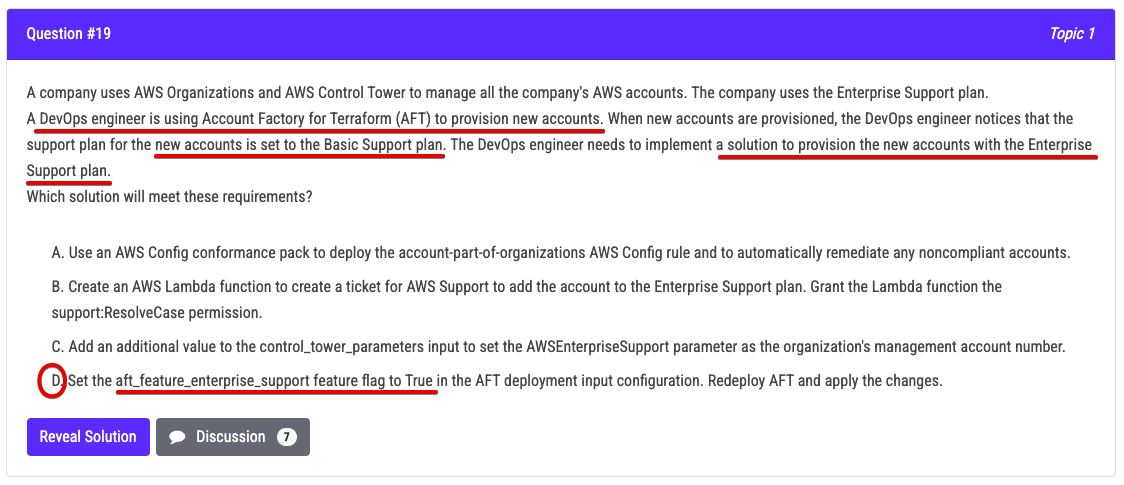 Question #19
Topic 1
A company uses AWS Organizations and AWS Control Tower to manage all the company's AWS accounts. The company uses the Enterprise Support plan.
A DevOps engineer is using Account Factory for Terraform (AFT) to provision new accounts. When new accounts are provisioned, the DevOps engineer notices that the
support plan for the new accounts is set to the Basic Support plan. The DevOps engineer needs to implement a solution to provision the new accounts with the Enterprise
Support plan.
Which solution will meet these requirements?
A. Use an AWS Config conformance pack to deploy the account-part-of-organizations AWS Config rule and to automatically remediate any noncompliant accounts.
B. Create an AWS Lambda function to create a ticket for AWS Support to add the account to the Enterprise Support plan. Grant the Lambda function the
support:ResolveCase permission.
C. Add an additional value to the control_tower_parameters input to set the AWSEnterpriseSupport parameter as the organization's management account number.
D. Set the aft_feature_enterprise_support feature flag to True in the AFT deployment input configuration. Redeploy AFT and apply the changes.
Reveal Solution
Discussion 7